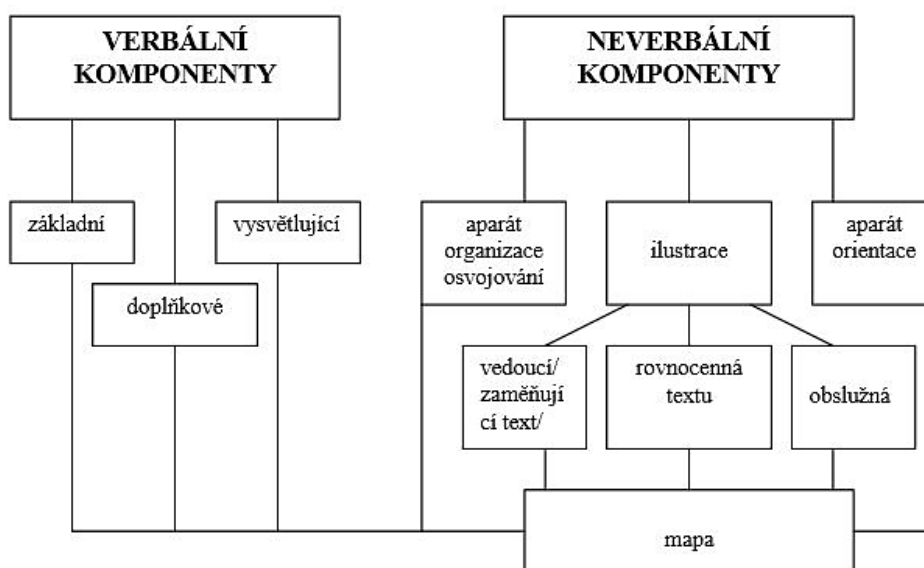 VERBÁLNÍ
KOMPONENTY
NEVERBÁLNÍ
KOMPONENTY
základní
vysvětlující
doplňkové
aparát
organizace
osvojování
ilustrace
aparát
orientace
vedoucí/
zaměňují
cí text/
rovnocenná
textu
obslužná
mapa